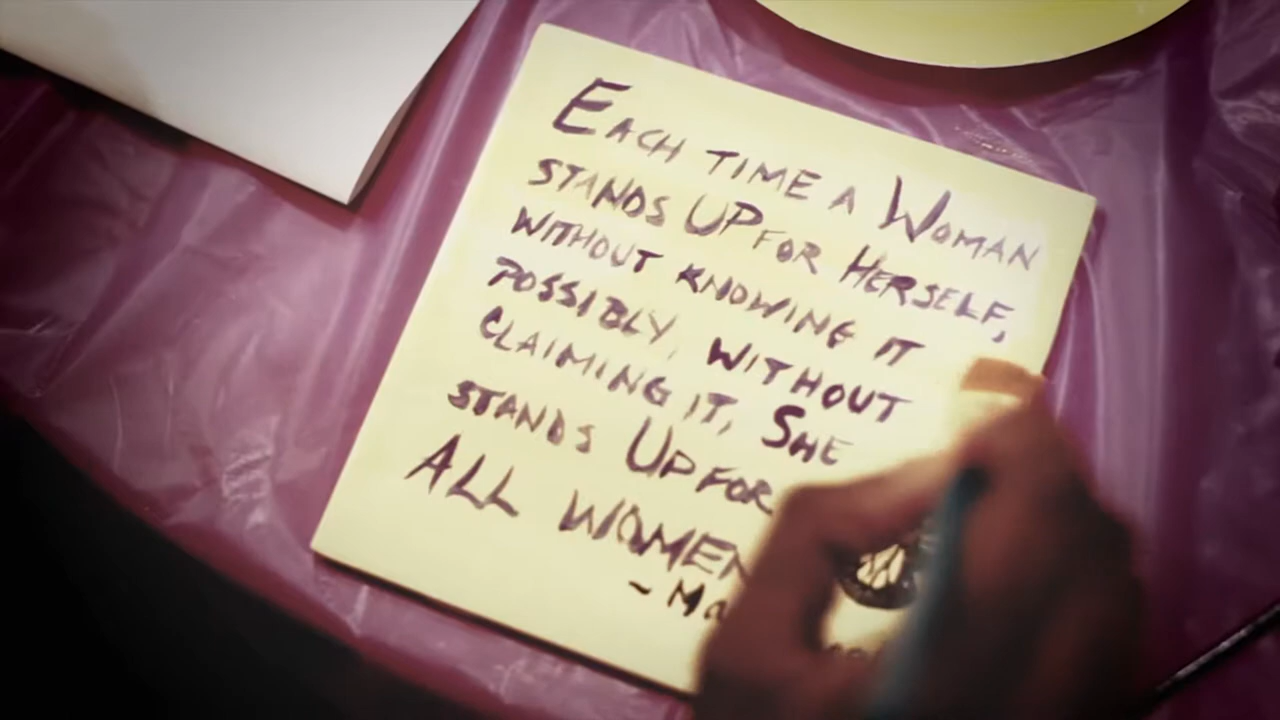 Each time a Woman
stands up for Herself,
without knowing it
possibly, without
claiming it, She
stands Up for
ALL WOMEN
~ Ma